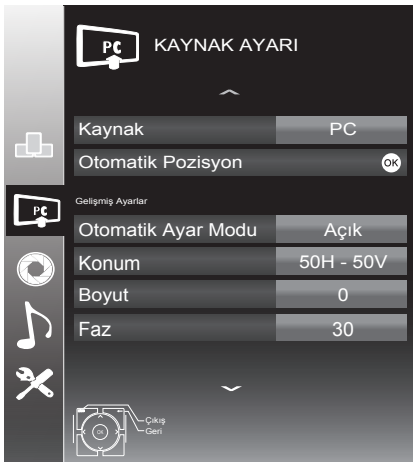 PC KAYNAK AYARI
Kaynak PC
Otomatik Pozisyon OK
PC
Gelişmiş Ayarlar
Otomatik Ayar Modu Açık
Konum 50H - 50V
Boyut 0
Faz 30
Çıkış
OK Geri